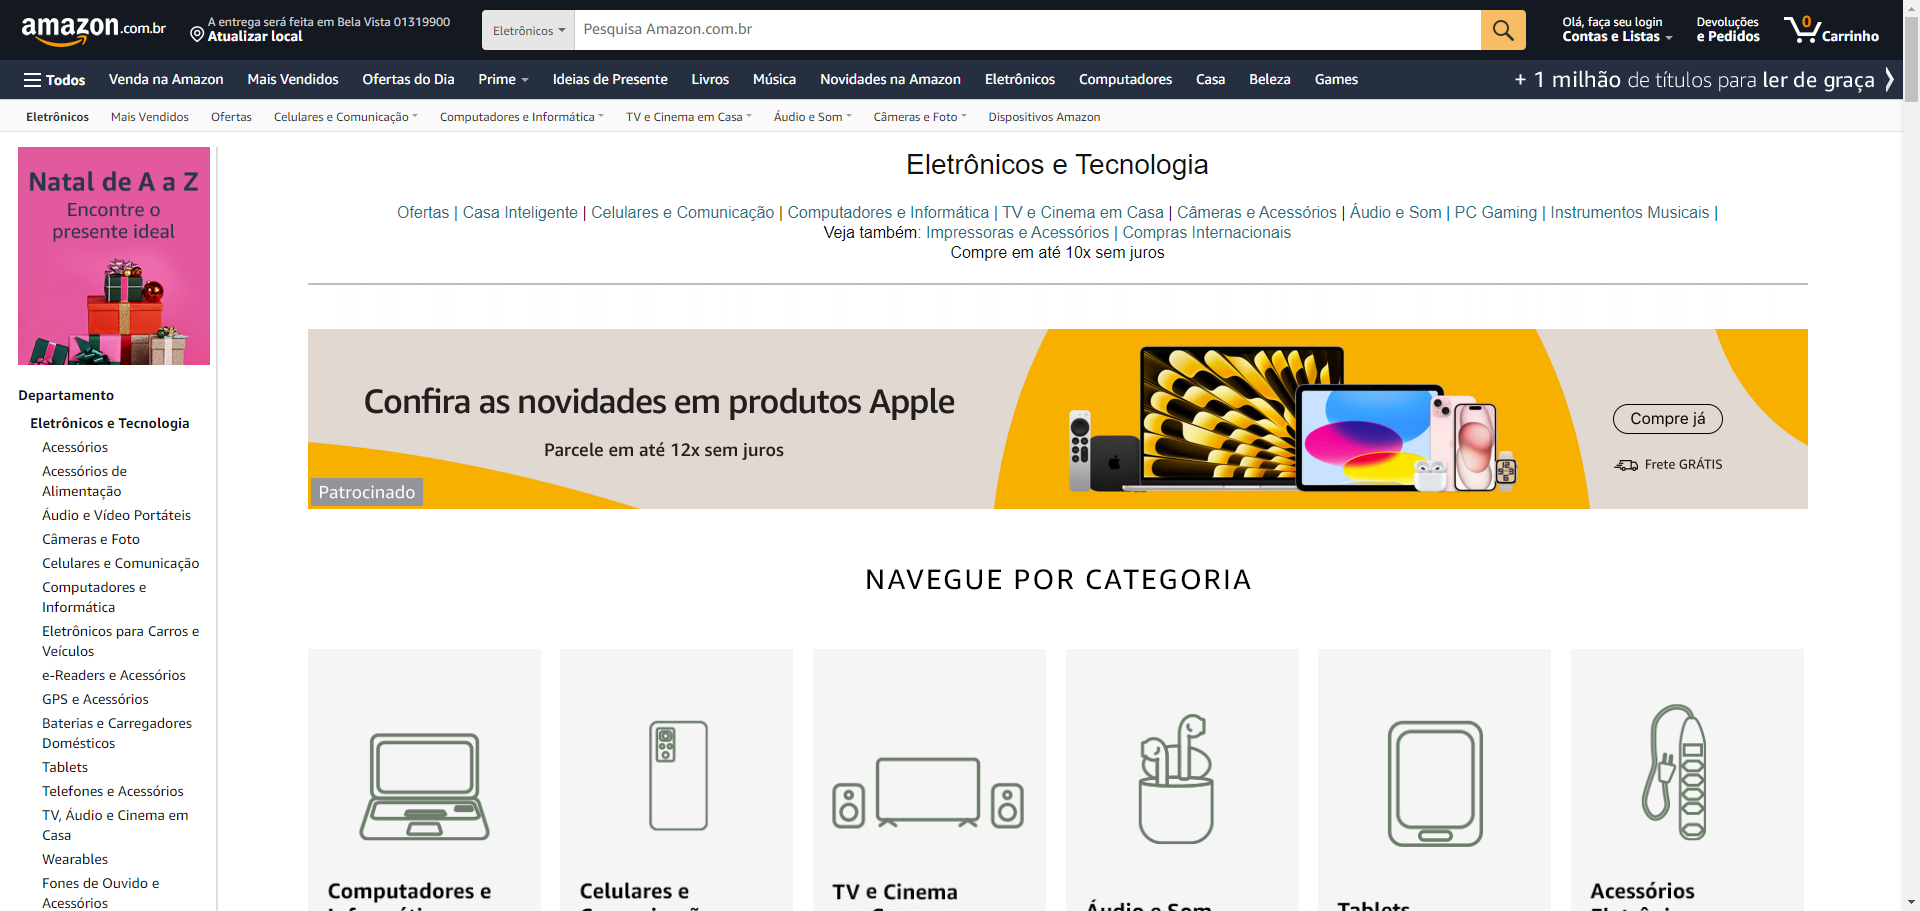 amazon.com.br
A entrega será feita em Bela Vista 01319900
Atualizar local
Eletrônicos
Pesquisa Amazon.com.br
Olá, faça seu login
Contas e Listas
Devoluções
e Pedidos
0
Carrinho
Todos
Venda na Amazon
Mais Vendidos
Ofertas do Dia
Prime
Ideias de Presente
Livros
Música
Novidades na Amazon
Eletrônicos
Computadores
Casa
Beleza
Games
+ 1 milhão de títulos para ler de graça
Eletrônicos
Mais Vendidos
Ofertas
Celulares e Comunicação
Computadores e Informática
TV e Cinema em Casa
Áudio e Som
Câmeras e Foto
Dispositivos Amazon
Natal de A a Z
Encontre o
presente ideal
Departamento
Eletrônicos e Tecnologia
Acessórios
Acessórios de
Alimentação
Áudio e Vídeo Portáteis
Câmeras e Foto
Celulares e Comunicação
Computadores e
Informática
Eletrônicos para Carros e
Veículos
e-Readers e Acessórios
GPS e Acessórios
Baterias e Carregadores
Domésticos
Tablets
Telefones e Acessórios
TV, Áudio e Cinema em
Casa
Wearables
Fones de Ouvido e
Acessórios
Eletrônicos e Tecnologia
Ofertas | Casa Inteligente | Celulares e Comunicação | Computadores e Informática | TV e Cinema em Casa | Câmeras e Acessórios | Áudio e Som | PC Gaming | Instrumentos Musicais |
Veja também: Impressoras e Acessórios | Compras Internacionais
Compre em até 10x sem juros
Confira as novidades em produtos Apple
Parcele em até 12x sem juros
Patrocinado
Compre já
Frete GRÁTIS
NAVEGUE POR CATEGORIA
Computadores e
Celulares e
TV e Cinema
Áudio e Som
Tablets
Acessórios